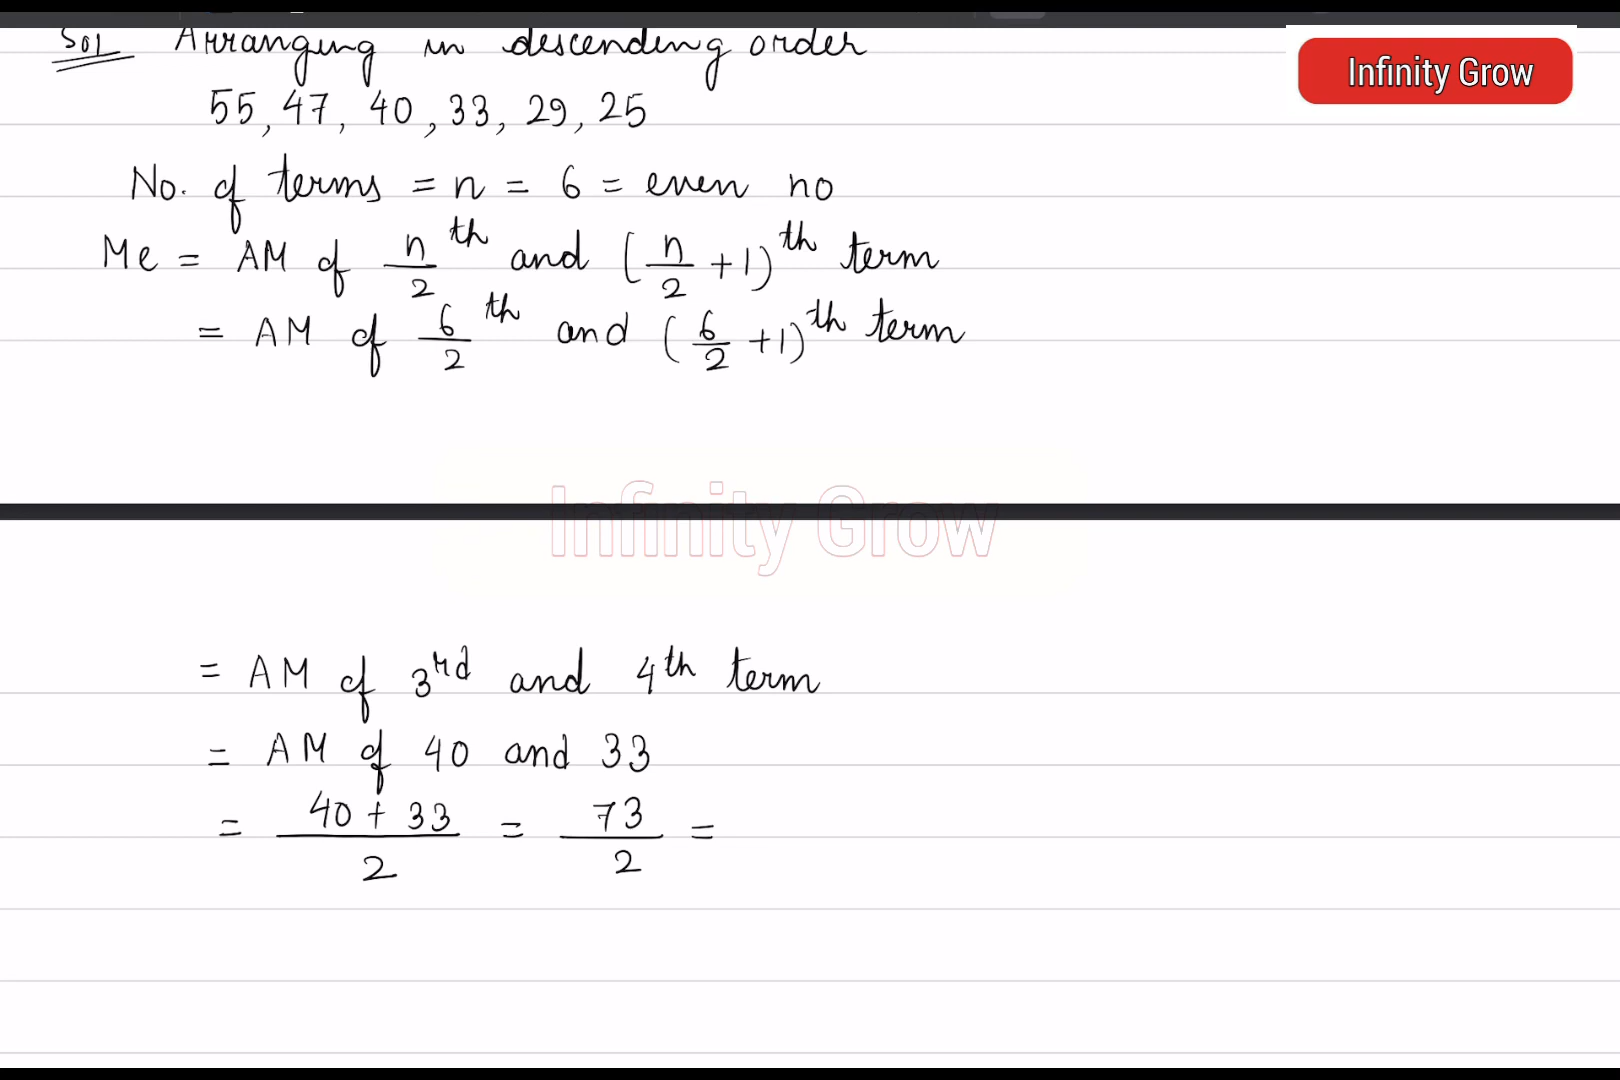 Sol Arranging in descending order
Infinity Grow
55, 47, 40, 33, 29, 25
No. of terms = n = 6 = even no
Me = AM of n/2 th and (n/2 + 1)th term
= AM of 6/2 th and (6/2 + 1)th term
Infinity Grow
= AM of 3rd and 4th term
= AM of 40 and 33
= 40 + 33 / 2 = 73 / 2 =